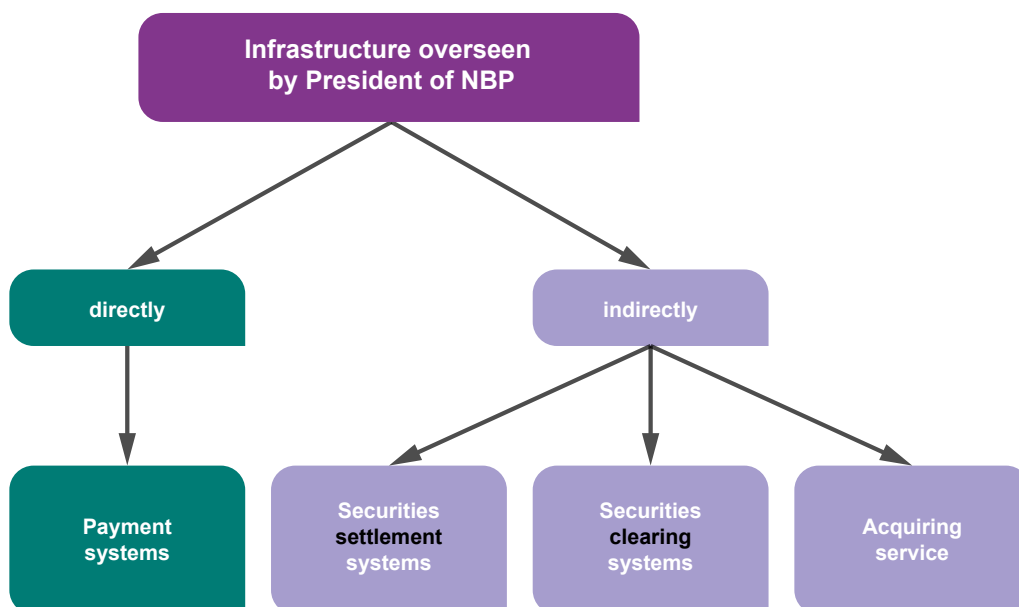 Infrastructure overseen
by President of NBP
directly
indirectly
Payment
systems
Securities
settlement
systems
Securities
clearing
systems
Acquiring
service